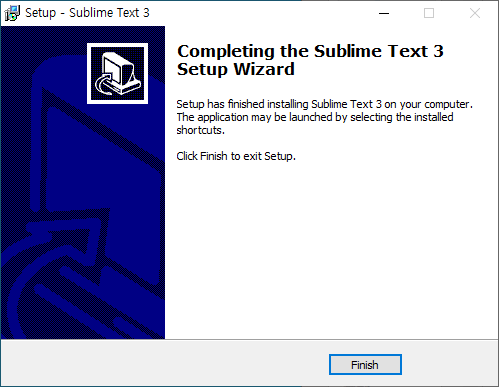 Setup - Sublime Text 3
Completing the Sublime Text 3
Setup Wizard
Setup has finished installing Sublime Text 3 on your computer.
The application may be launched by selecting the installed
shortcuts.
Click Finish to exit Setup.
Finish